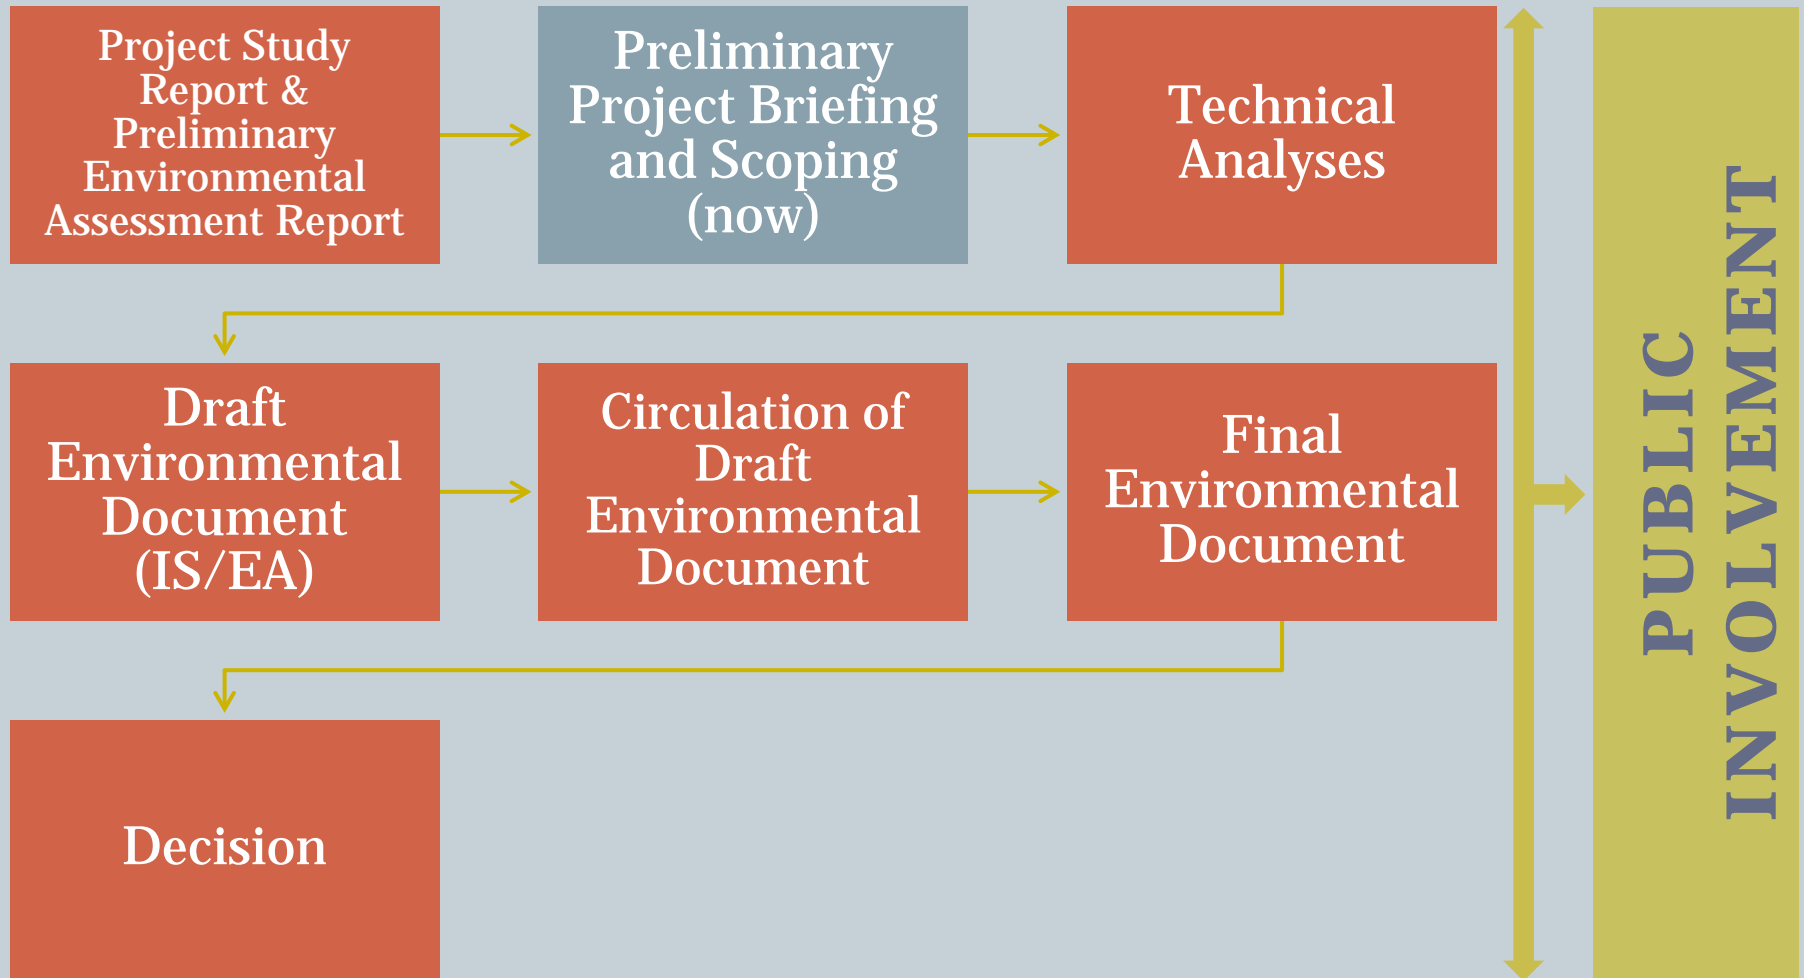 Project Study
Report &
Preliminary
Environmental
Assessment Report
Preliminary
Project Briefing
and Scoping
(now)
Technical
Analyses
Draft
Environmental
Document
(IS/EA)
Circulation of
Draft
Environmental
Document
Final
Environmental
Document
Decision
PUBLIC
INVOLVEMENT